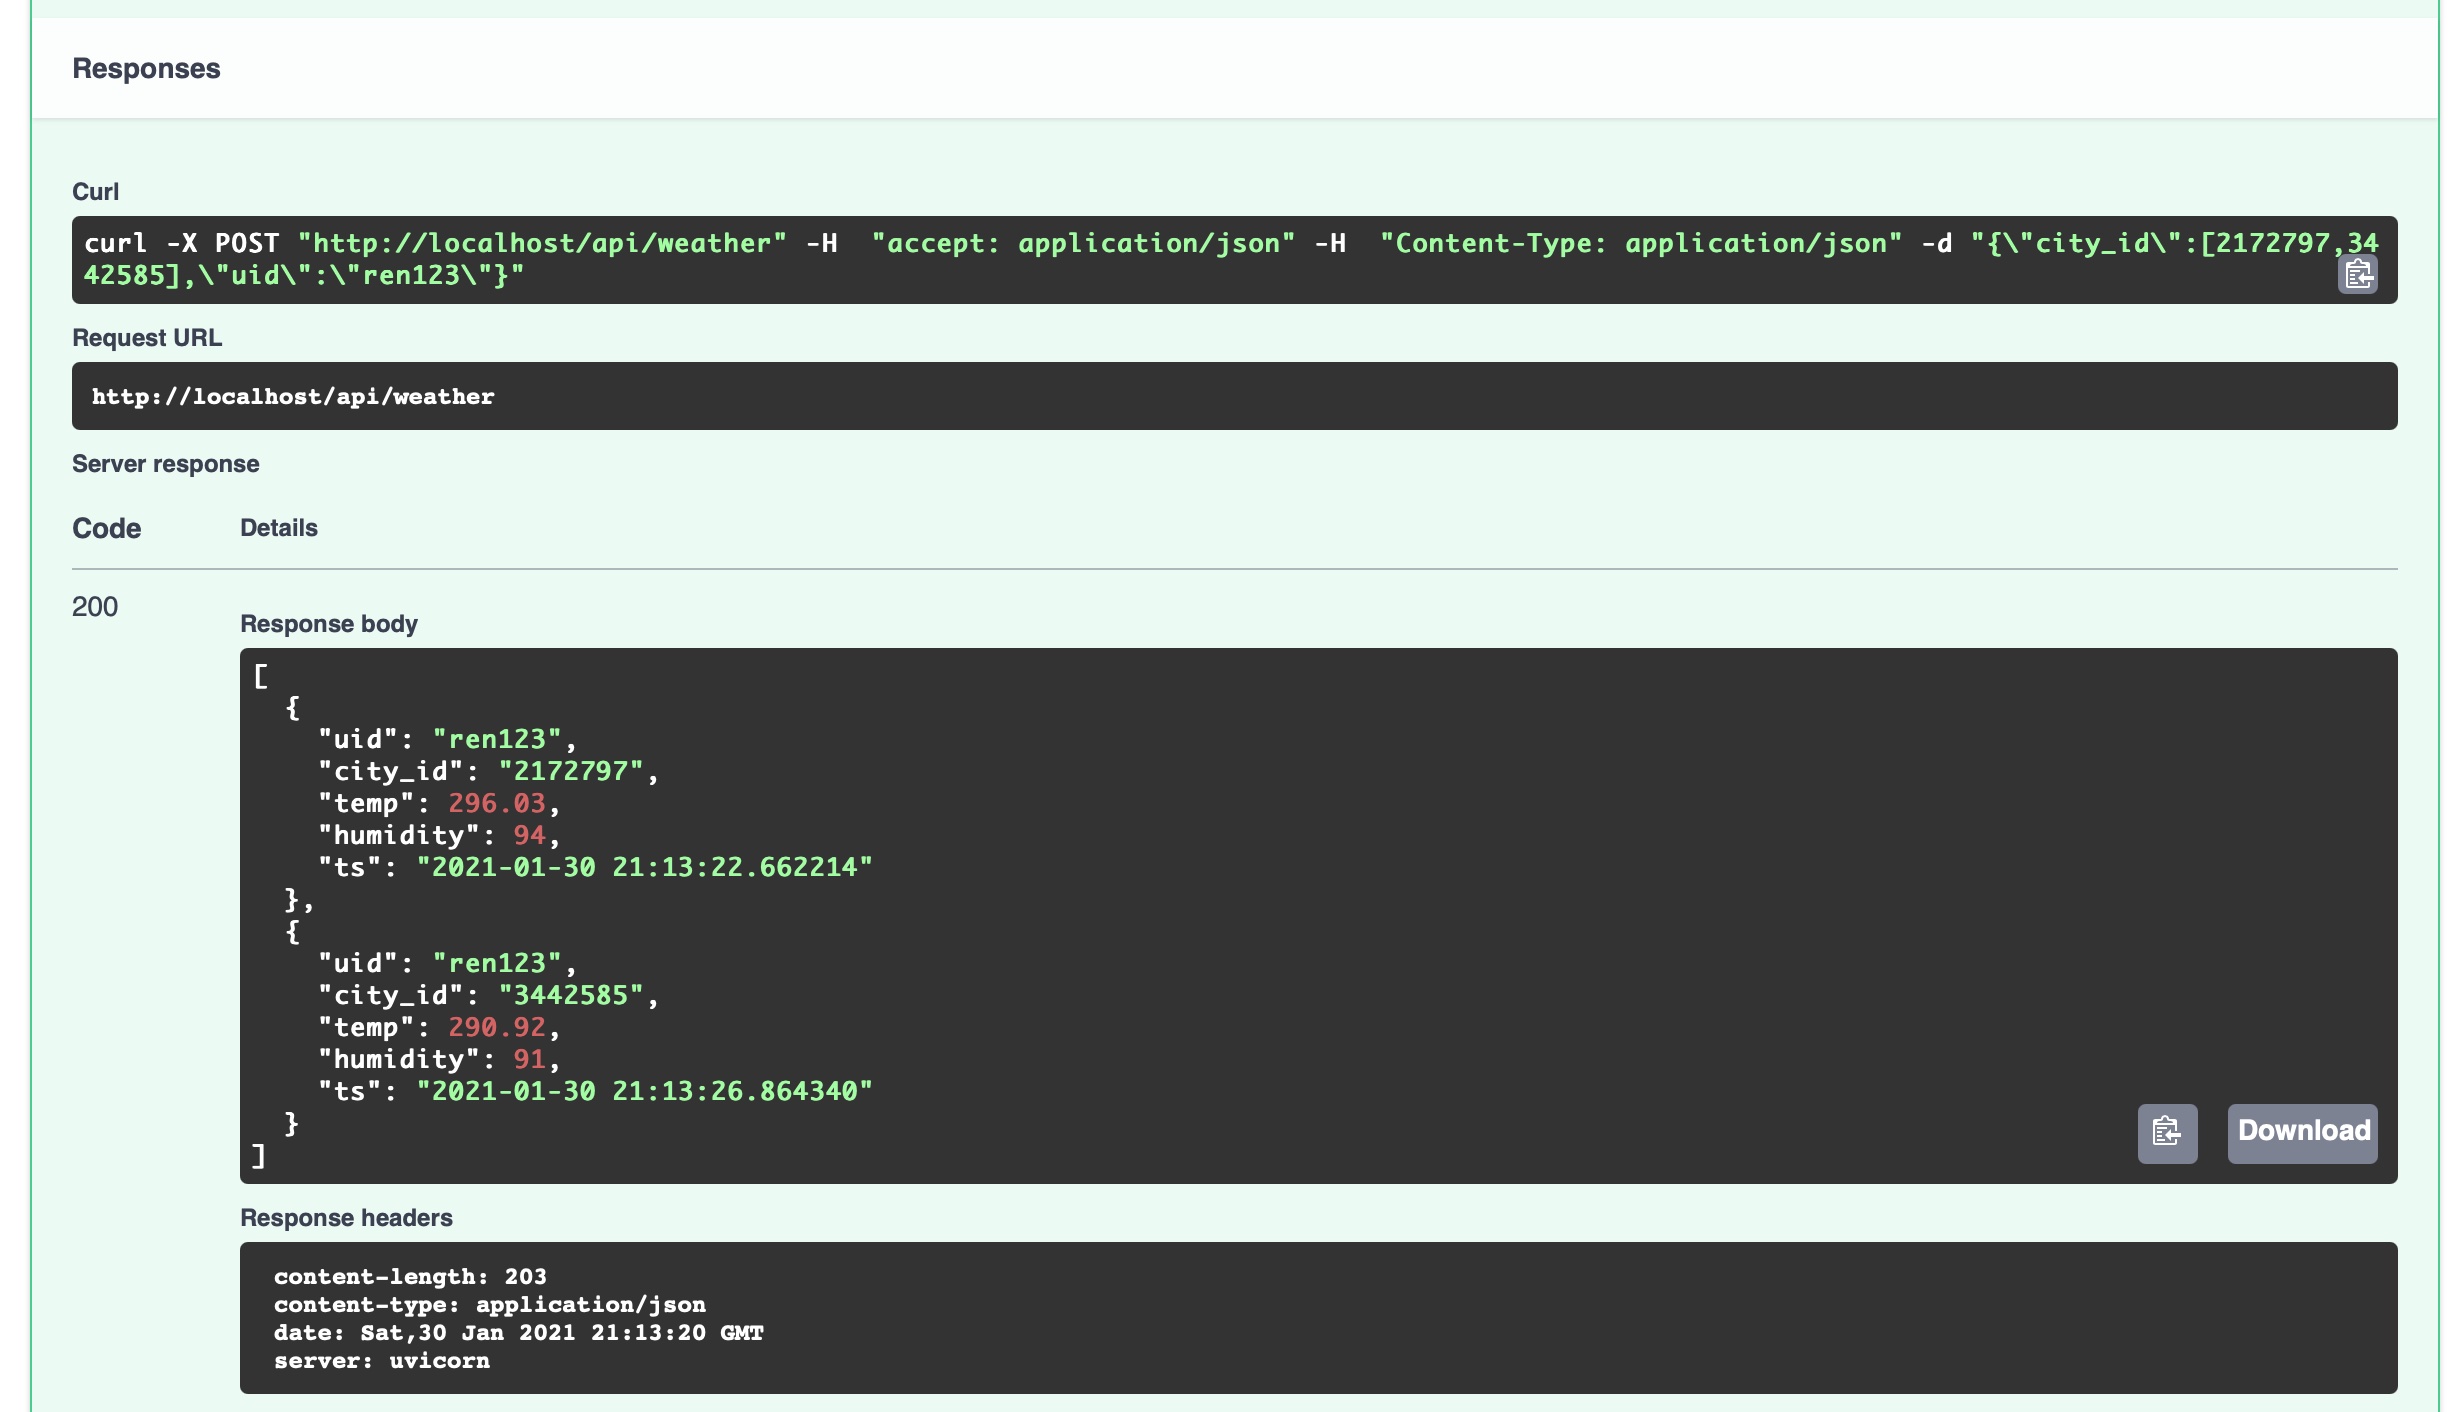 Responses
Curl
curl -X POST "http://localhost/api/weather" -H  "accept: application/json" -H  "Content-Type: application/json" -d "{\"city_id\":[2172797,34
42585],\"uid\":\"ren123\"}"
Request URL
http://localhost/api/weather
Server response
Code Details
200
Response body
[
  {
    "uid": "ren123",
    "city_id": "2172797",
    "temp": 296.03,
    "humidity": 94,
    "ts": "2021-01-30 21:13:22.662214"
  },
  {
    "uid": "ren123",
    "city_id": "3442585",
    "temp": 290.92,
    "humidity": 91,
    "ts": "2021-01-30 21:13:26.864340"
  }
]
Download
Response headers
content-length: 203
content-type: application/json
date: Sat,30 Jan 2021 21:13:20 GMT
server: uvicorn